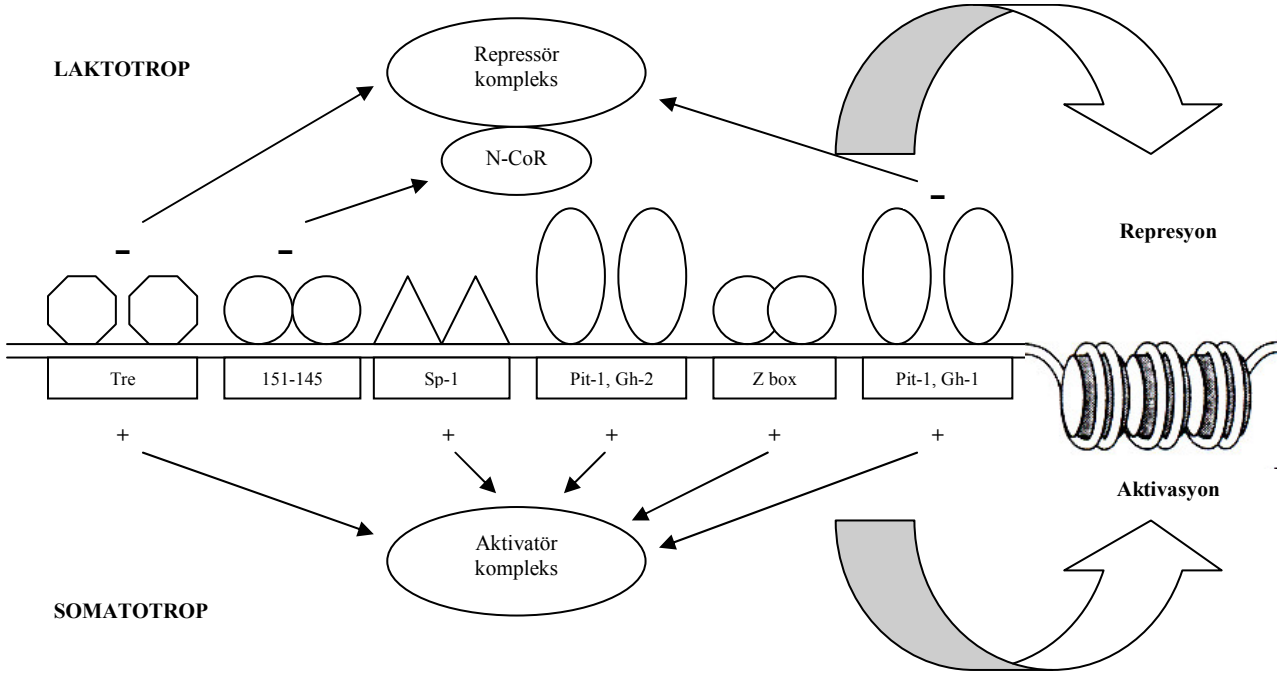 Repressör
kompleks
LAKTOTROP
N-CoR
- - -
Represyon
Tre 151-145 Sp-1 Pit-1, Gh-2 Z box Pit-1, Gh-1
+ + + + +
Aktivasyon
Aktivatör
kompleks
SOMATOTROP